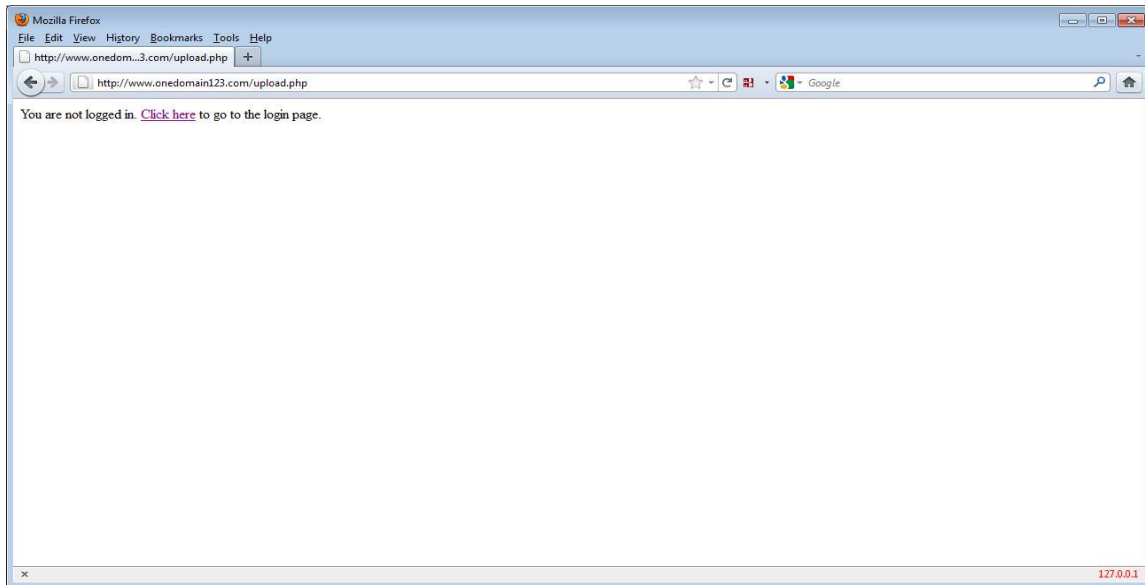 Mozilla Firefox
File Edit View History Bookmarks Tools Help
http://www.onedom...3.com/upload.php +
http://www.onedomain123.com/upload.php Google
You are not logged in. Click here to go to the login page.
× 127.0.0.1